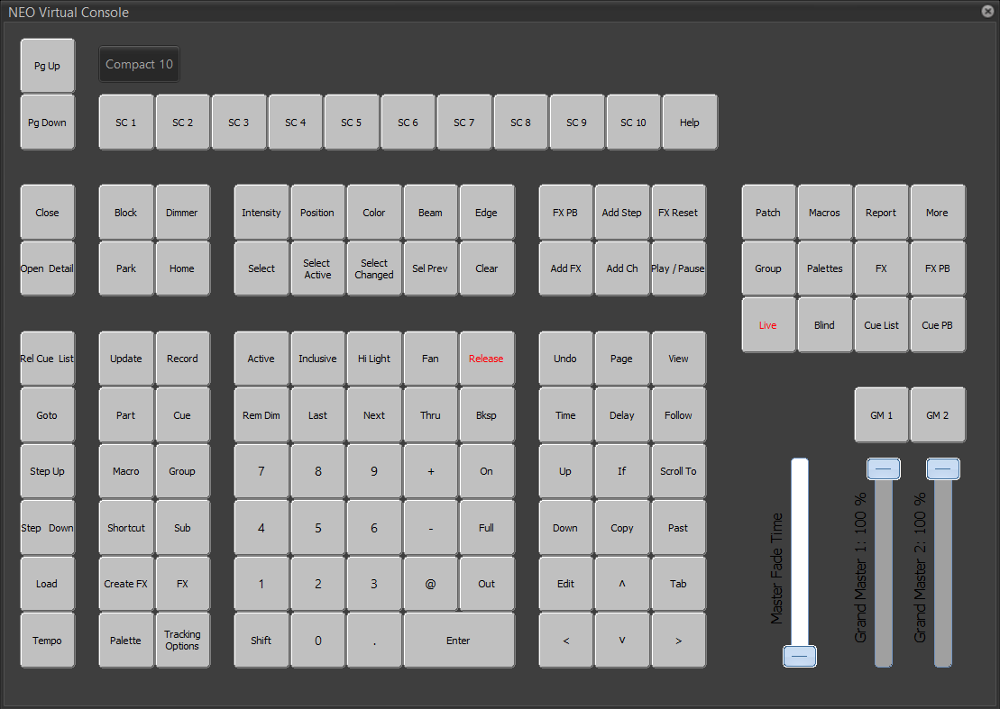 NEO Virtual Console
Pg Up
Compact 10
Pg Down SC 1 SC 2 SC 3 SC 4 SC 5 SC 6 SC 7 SC 8 SC 9 SC 10 Help
Close Block Dimmer Intensity Position Color Beam Edge FX PB Add Step FX Reset Patch Macros Report More
Open Detail Park Home Select Select Active Select Changed Sel Prev Clear Add FX Add Ch Play / Pause Group Palettes FX FX PB
Live Blind Cue List Cue PB
Rel Cue List Update Record Active Inclusive Hi Light Fan Release Undo Page View
Goto Part Cue Rem Dim Last Next Thru Bksp Time Delay Follow GM 1 GM 2
Step Up Macro Group 7 8 9 + On Up If Scroll To
Step Down Shortcut Sub 4 5 6 - Full Down Copy Past
Load Create FX FX 1 2 3 @ Out Edit ^ Tab
Tempo Palette Tracking Options Shift 0 . Enter < v >
Master Fade Time
Grand Master 1: 100 %
Grand Master 2: 100 %